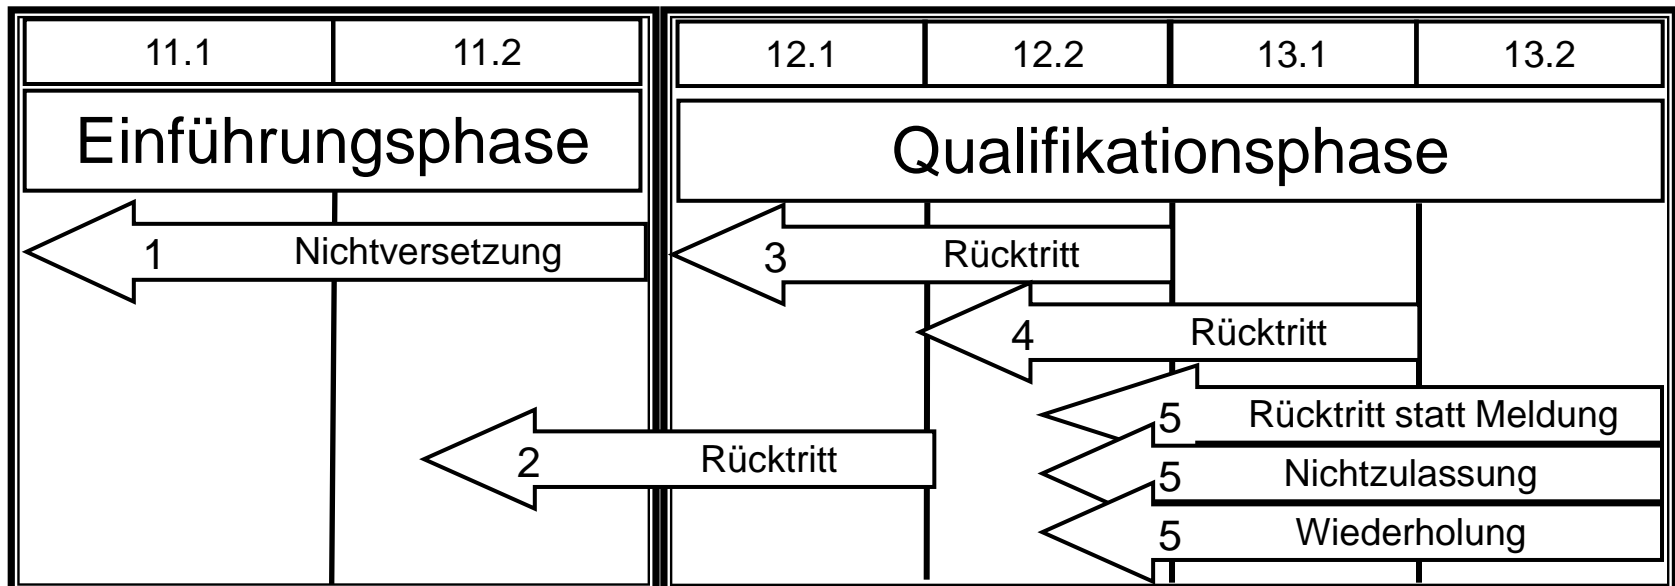 11.1 11.2 12.1 12.2 13.1 13.2
Einführungsphase Qualifikationsphase
1 Nichtversetzung 3 Rücktritt
4 Rücktritt
5 Rücktritt statt Meldung
2 Rücktritt 5 Nichtzulassung
5 Wiederholung